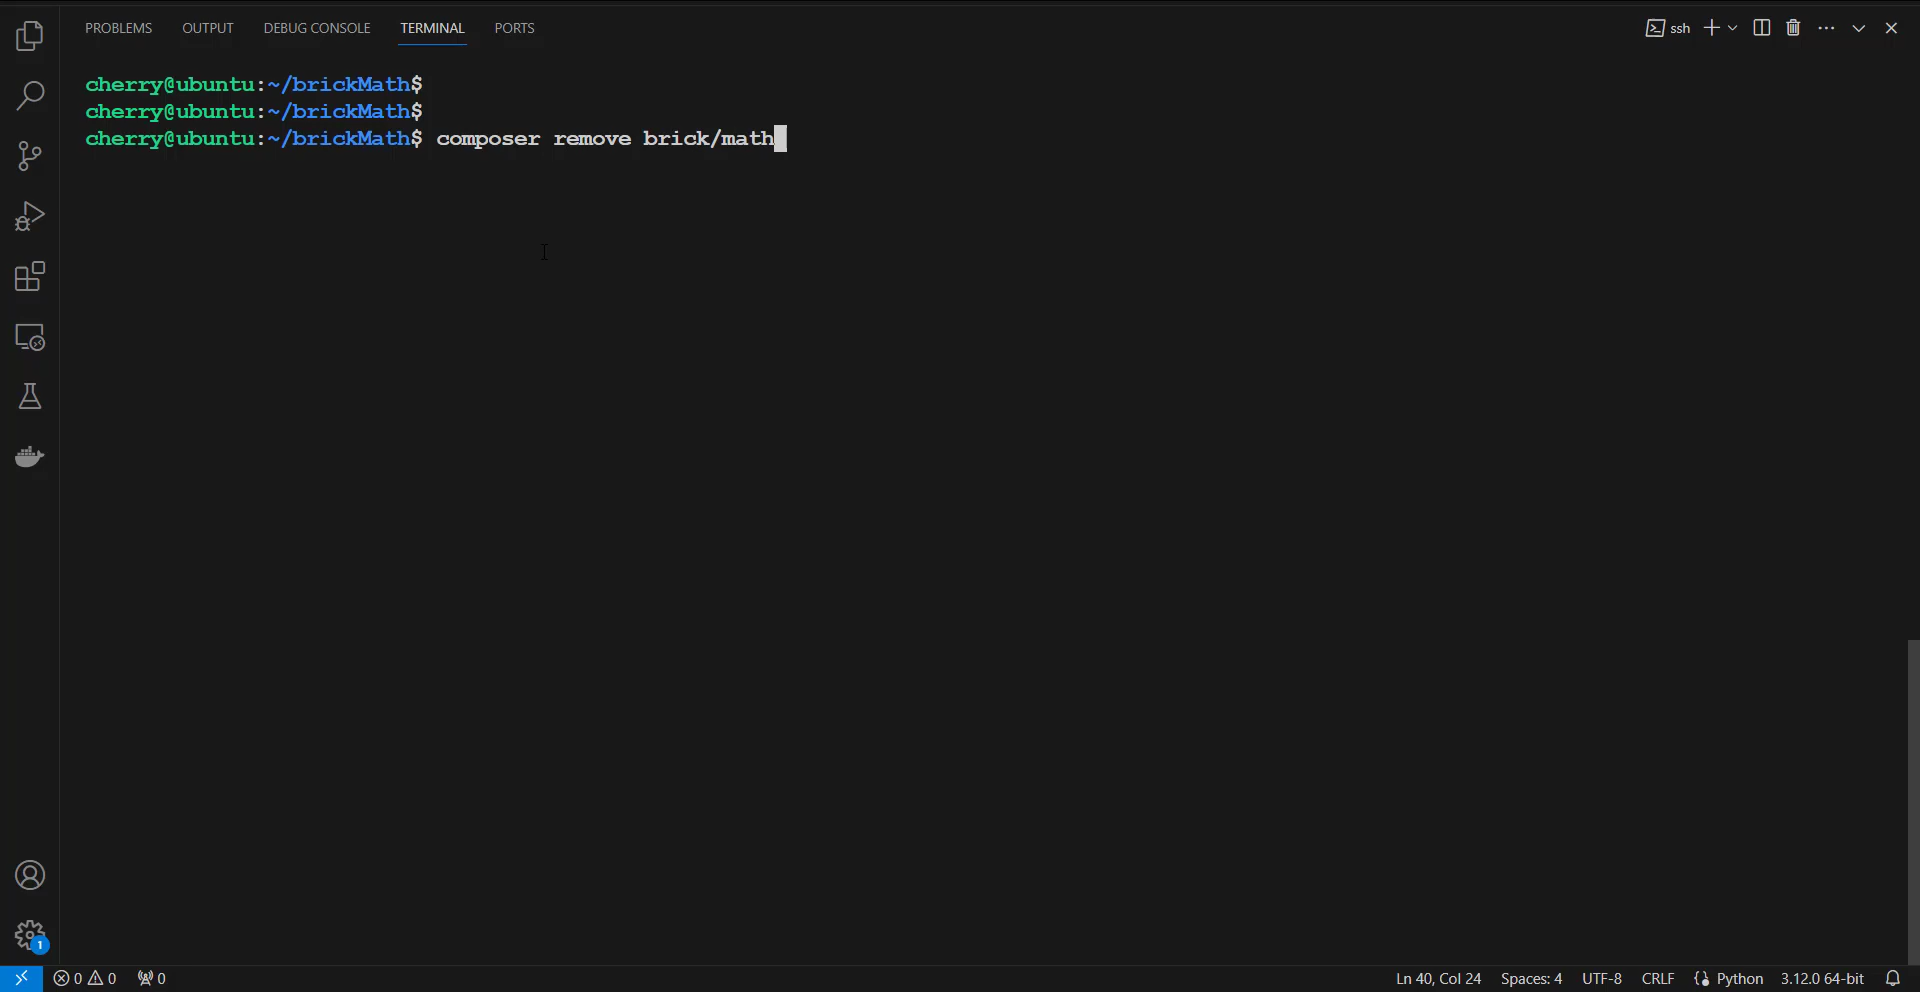 PROBLEMS OUTPUT DEBUG CONSOLE TERMINAL PORTS ssh
cherry@ubuntu:~/brickMath$
cherry@ubuntu:~/brickMath$
cherry@ubuntu:~/brickMath$ composer remove brick/math
1
0 0 0 Ln 40, Col 24 Spaces: 4 UTF-8 CRLF Python 3.12.0 64-bit